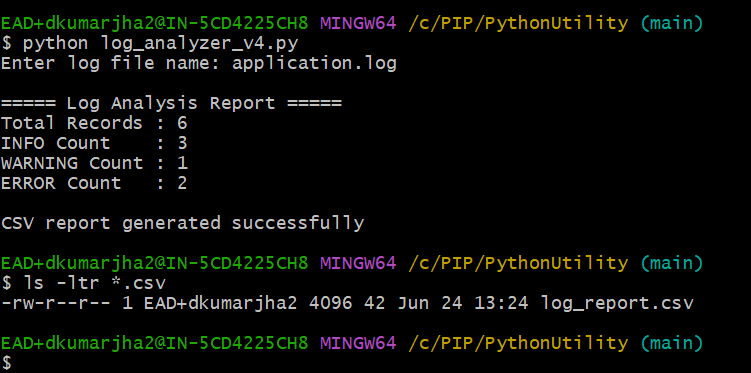 EAD+dkumarjha2@IN-5CD4225CH8 MINGW64 /c/PIP/PythonUtility (main)
$ python log_analyzer_v4.py
Enter log file name: application.log
===== Log Analysis Report =====
Total Records : 6
INFO Count    : 3
WARNING Count : 1
ERROR Count   : 2
CSV report generated successfully
EAD+dkumarjha2@IN-5CD4225CH8 MINGW64 /c/PIP/PythonUtility (main)
$ ls -ltr *.csv
-rw-r--r-- 1 EAD+dkumarjha2 4096 42 Jun 24 13:24 log_report.csv
EAD+dkumarjha2@IN-5CD4225CH8 MINGW64 /c/PIP/PythonUtility (main)
$